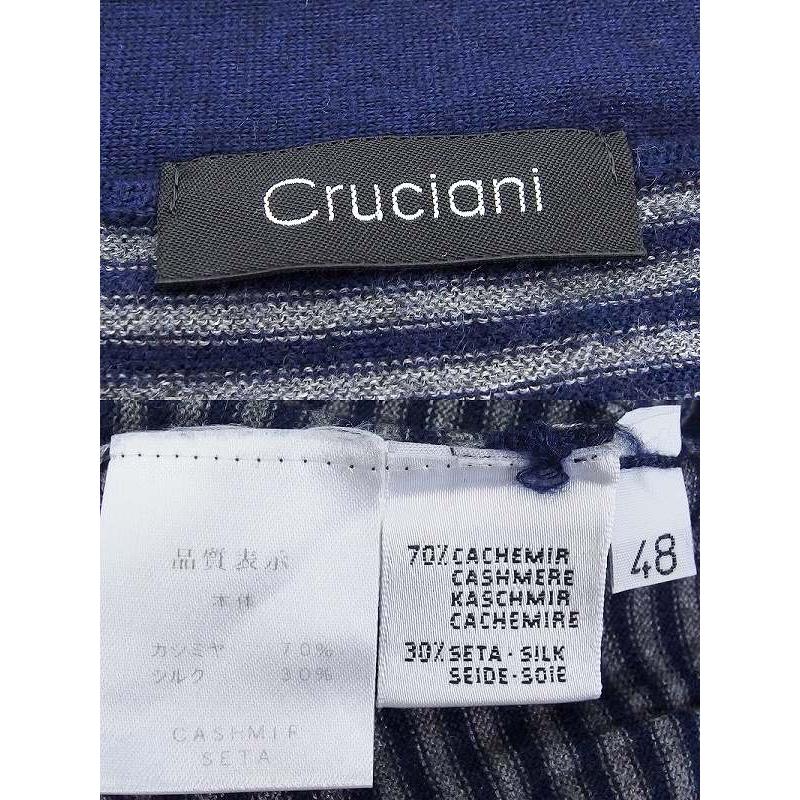 Cruciani
品質表示
本体
カシミヤ 70%
シルク 0%
CASHMIR
SETA
70% CACHEMIR
CASHMERE
KASCHMIR
CACHEMIRE
30% SETA - SILK
SEIDE - SOIE
48